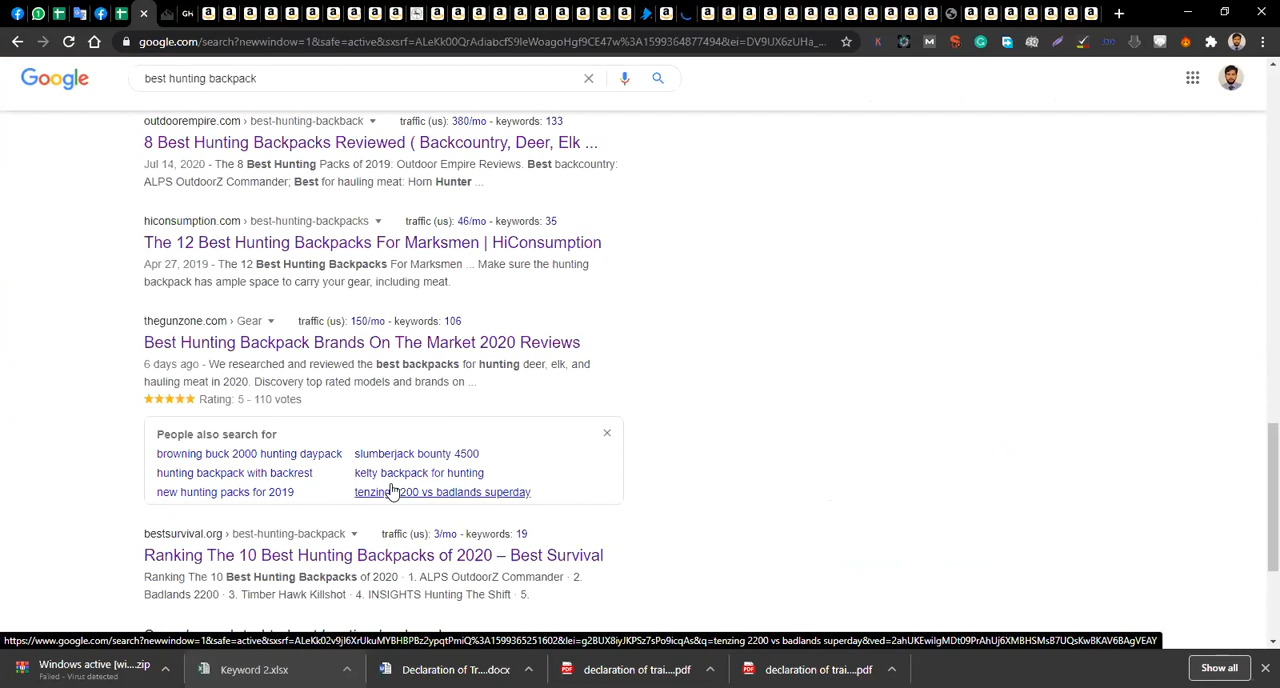 google.com/search?newwindow=1&safe=active&sxsrf=ALeKk00QrAdiabcfS9IeWoagoHgf9CE47w%3A1599364877494&ei=DV9UX6zUHa_...
Google
best hunting backpack
outdoorempire.com › best-hunting-backback traffic (us): 380/mo - keywords: 133
8 Best Hunting Backpacks Reviewed ( Backcountry, Deer, Elk ...
Jul 14, 2020 - The 8 Best Hunting Packs of 2019: Outdoor Empire Reviews. Best backcountry:
ALPS OutdoorZ Commander; Best for hauling meat: Horn Hunter ...
hiconsumption.com › best-hunting-backpacks traffic (us): 46/mo - keywords: 35
The 12 Best Hunting Backpacks For Marksmen | HiConsumption
Apr 27, 2019 - The 12 Best Hunting Backpacks For Marksmen ... Make sure the hunting
backpack has ample space to carry your gear, including meat.
thegunzone.com › Gear traffic (us): 150/mo - keywords: 106
Best Hunting Backpack Brands On The Market 2020 Reviews
6 days ago - We researched and reviewed the best backpacks for hunting deer, elk, and
hauling meat in 2020. Discovery top rated models and brands on ...
Rating: 5 - 110 votes
People also search for
browning buck 2000 hunting daypack slumberjack bounty 4500
hunting backpack with backrest kelty backpack for hunting
new hunting packs for 2019 tenzing 2200 vs badlands superday
bestsurvival.org › best-hunting-backpack traffic (us): 3/mo - keywords: 19
Ranking The 10 Best Hunting Backpacks of 2020 – Best Survival
Ranking The 10 Best Hunting Backpacks of 2020 · 1. ALPS OutdoorZ Commander · 2.
Badlands 2200 · 3. Timber Hawk Killshot · 4. INSIGHTS Hunting The Shift · 5.
Windows active [wi....zip Keyword 2.xlsx Declaration of Tr....docx declaration of trai....pdf declaration of trai....pdf Show all
Failed - Virus detected